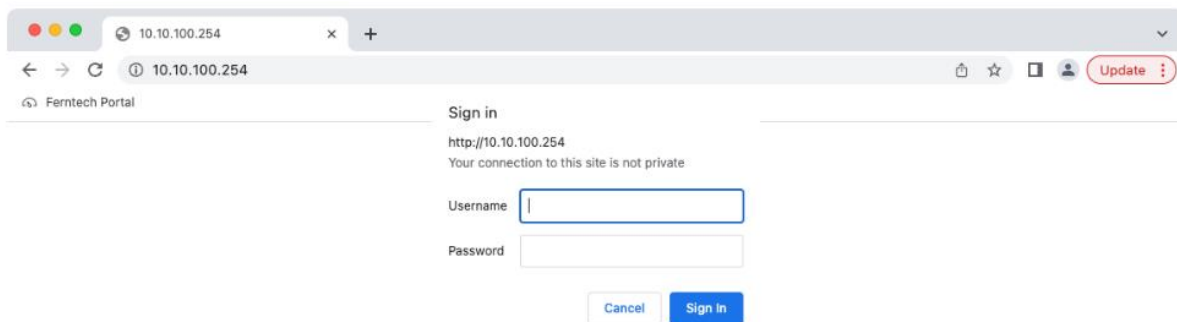 10.10.100.254
10.10.100.254
Update
Ferntech Portal
Sign in
http://10.10.100.254
Your connection to this site is not private
Username
Password
Cancel
Sign In